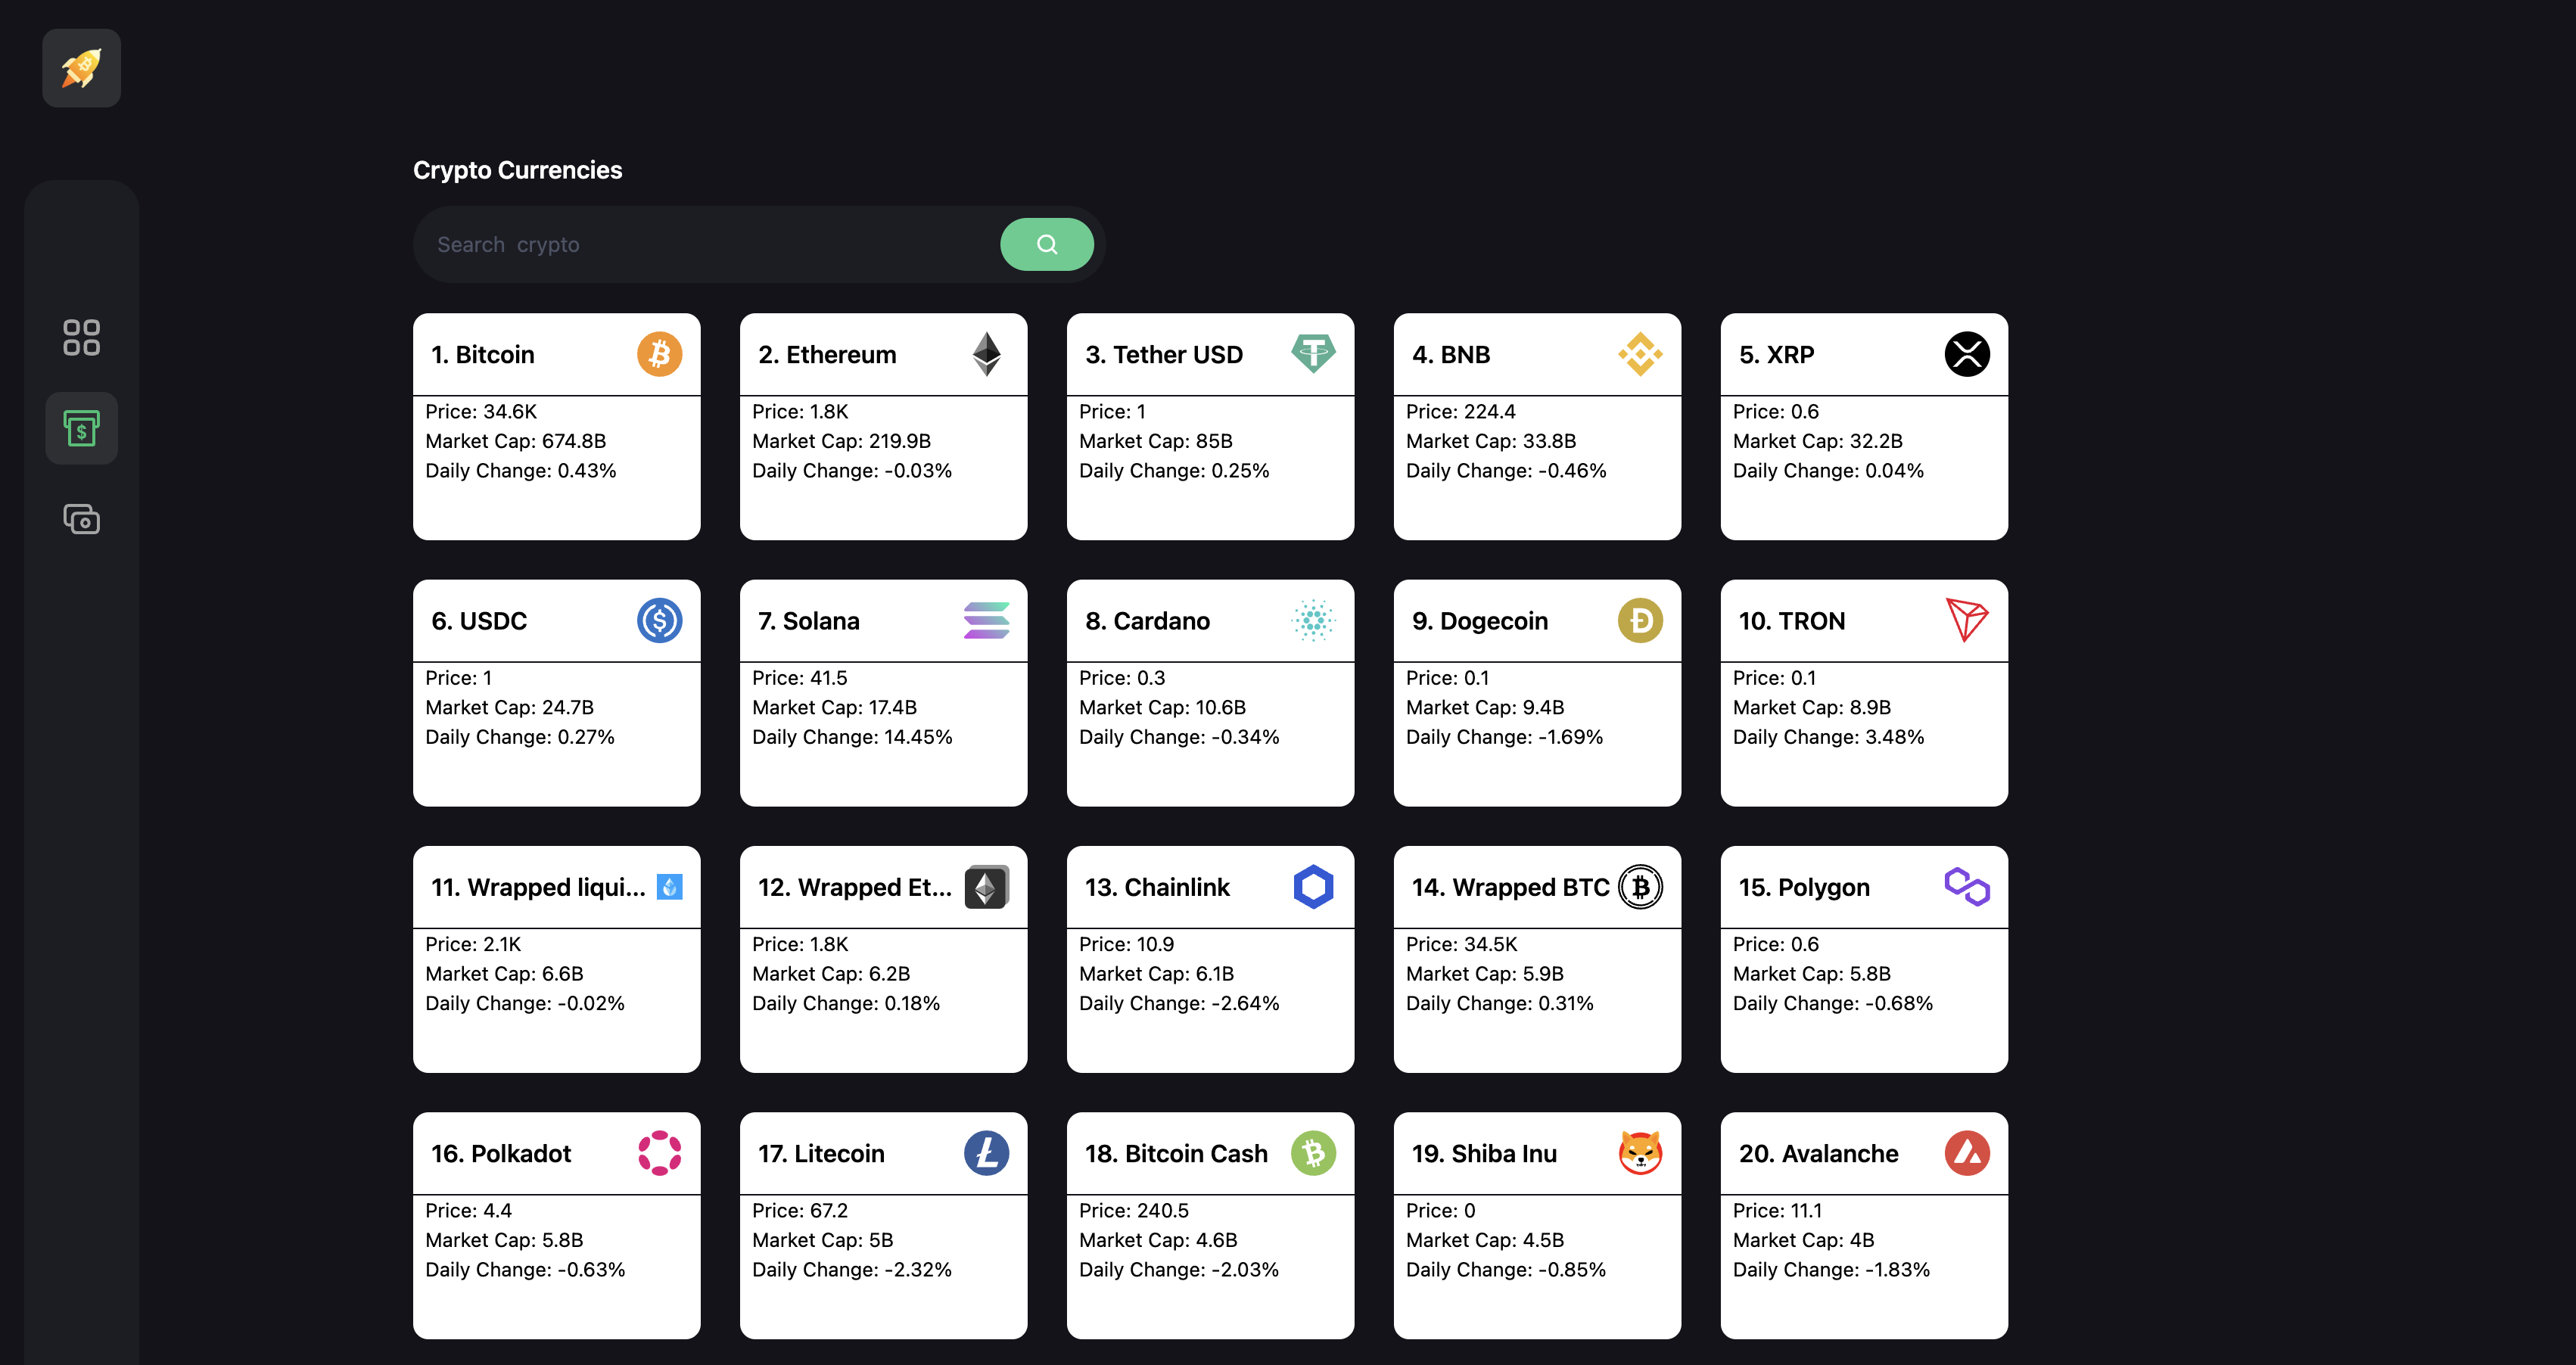 Crypto Currencies
Search crypto
1. Bitcoin
Price: 34.6K
Market Cap: 674.8B
Daily Change: 0.43%
2. Ethereum
Price: 1.8K
Market Cap: 219.9B
Daily Change: -0.03%
3. Tether USD
Price: 1
Market Cap: 85B
Daily Change: 0.25%
4. BNB
Price: 224.4
Market Cap: 33.8B
Daily Change: -0.46%
5. XRP
Price: 0.6
Market Cap: 32.2B
Daily Change: 0.04%
6. USDC
Price: 1
Market Cap: 24.7B
Daily Change: 0.27%
7. Solana
Price: 41.5
Market Cap: 17.4B
Daily Change: 14.45%
8. Cardano
Price: 0.3
Market Cap: 10.6B
Daily Change: -0.34%
9. Dogecoin
Price: 0.1
Market Cap: 9.4B
Daily Change: -1.69%
10. TRON
Price: 0.1
Market Cap: 8.9B
Daily Change: 3.48%
11. Wrapped liqui...
Price: 2.1K
Market Cap: 6.6B
Daily Change: -0.02%
12. Wrapped Et...
Price: 1.8K
Market Cap: 6.2B
Daily Change: 0.18%
13. Chainlink
Price: 10.9
Market Cap: 6.1B
Daily Change: -2.64%
14. Wrapped BTC
Price: 34.5K
Market Cap: 5.9B
Daily Change: 0.31%
15. Polygon
Price: 0.6
Market Cap: 5.8B
Daily Change: -0.68%
16. Polkadot
Price: 4.4
Market Cap: 5.8B
Daily Change: -0.63%
17. Litecoin
Price: 67.2
Market Cap: 5B
Daily Change: -2.32%
18. Bitcoin Cash
Price: 240.5
Market Cap: 4.6B
Daily Change: -2.03%
19. Shiba Inu
Price: 0
Market Cap: 4.5B
Daily Change: -0.85%
20. Avalanche
Price: 11.1
Market Cap: 4B
Daily Change: -1.83%